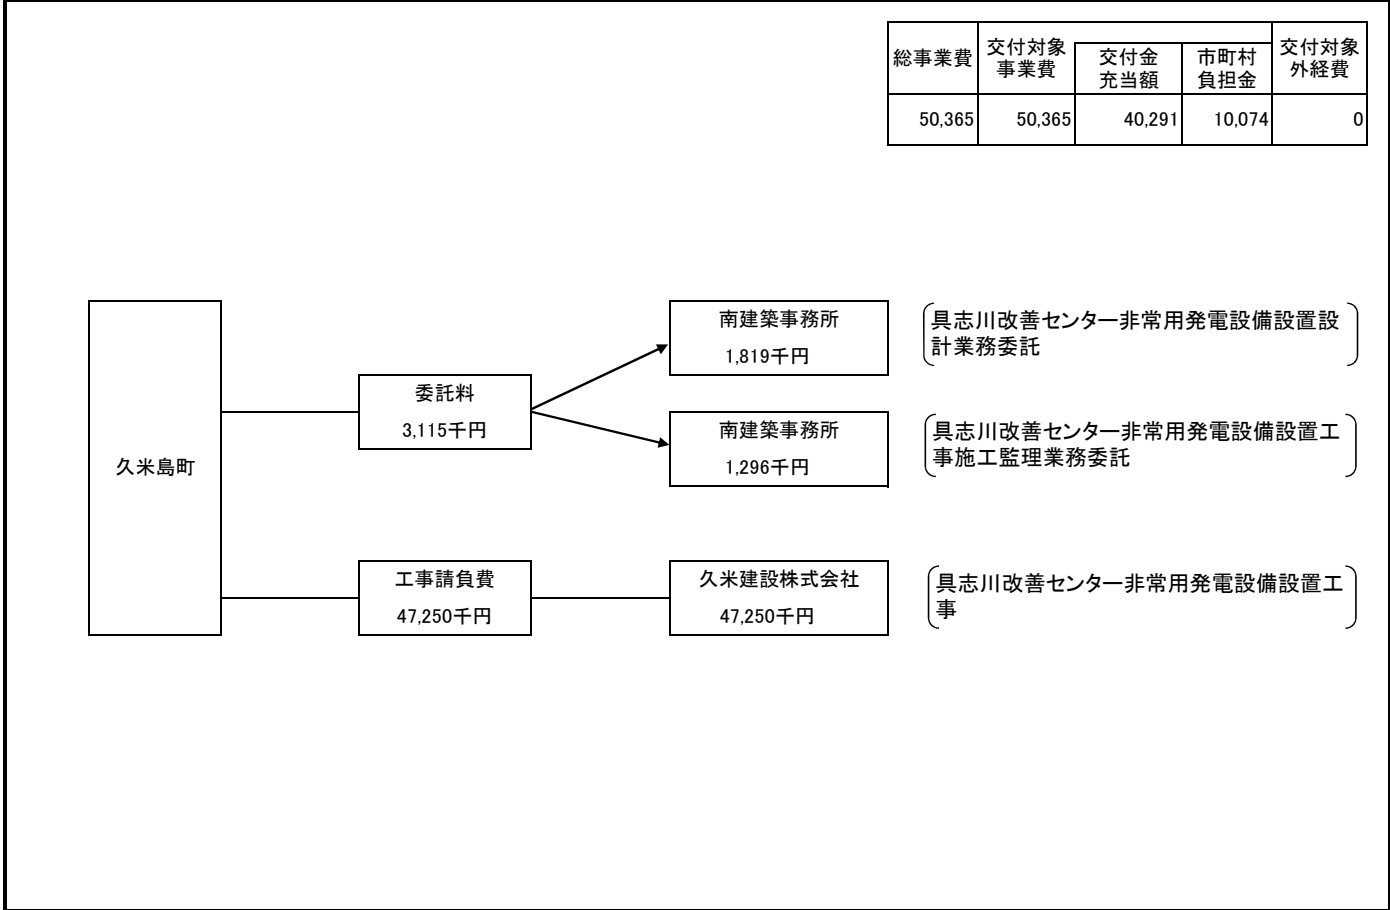 総事業費
交付対象
事業費
交付金
充当額
市町村
負担金
交付対象
外経費
50,365
50,365
40,291
10,074
0
久米島町
委託料
3,115千円
南建築事務所
1,819千円
具志川改善センター非常用発電設備設置設
計業務委託
南建築事務所
1,296千円
具志川改善センター非常用発電設備設置工
事施工監理業務委託
工事請負費
47,250千円
久米建設株式会社
47,250千円
具志川改善センター非常用発電設備設置工
事